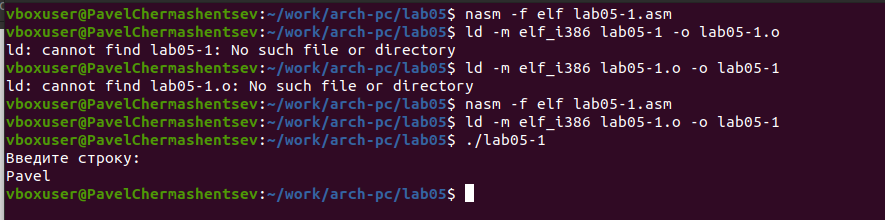 vboxuser@PavelChermashentsev:~/work/arch-pc/lab05$ nasm -f elf lab05-1.asm
vboxuser@PavelChermashentsev:~/work/arch-pc/lab05$ ld -m elf_i386 lab05-1 -o lab05-1.o
ld: cannot find lab05-1: No such file or directory
vboxuser@PavelChermashentsev:~/work/arch-pc/lab05$ ld -m elf_i386 lab05-1.o -o lab05-1
ld: cannot find lab05-1.o: No such file or directory
vboxuser@PavelChermashentsev:~/work/arch-pc/lab05$ nasm -f elf lab05-1.asm
vboxuser@PavelChermashentsev:~/work/arch-pc/lab05$ ld -m elf_i386 lab05-1.o -o lab05-1
vboxuser@PavelChermashentsev:~/work/arch-pc/lab05$ ./lab05-1
Введите строку:
Pavel
vboxuser@PavelChermashentsev:~/work/arch-pc/lab05$